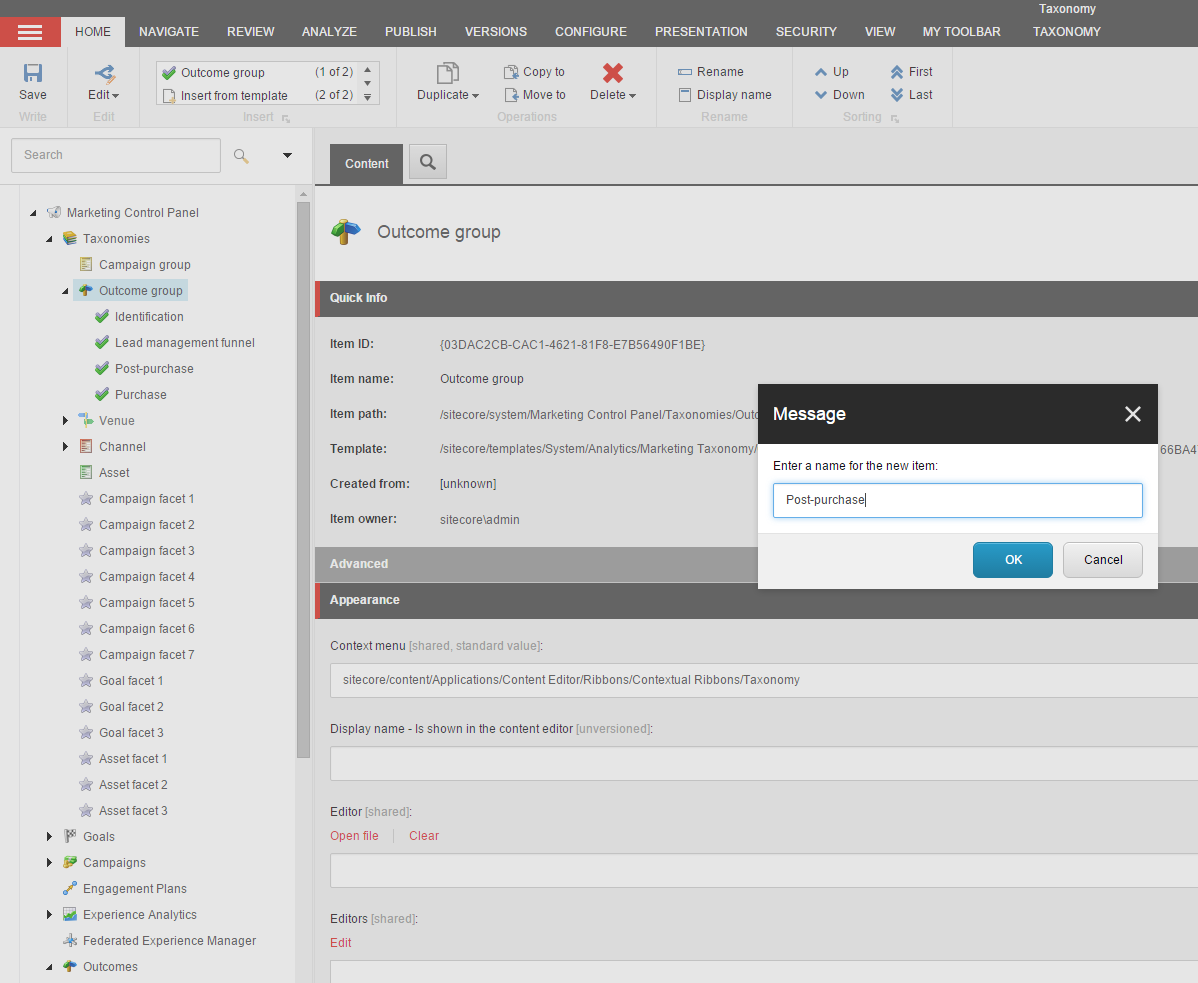 Taxonomy
HOME NAVIGATE REVIEW ANALYZE PUBLISH VERSIONS CONFIGURE PRESENTATION SECURITY VIEW MY TOOLBAR TAXONOMY
Outcome group (1 of 2)
Insert from template (2 of 2)
Save
Edit
Duplicate
Copy to
Move to
Delete
Rename
Display name
Up
Down
First
Last
Write
Edit
Insert
Operations
Rename
Sorting
Search
Marketing Control Panel
Taxonomies
Campaign group
Outcome group
Identification
Lead management funnel
Post-purchase
Purchase
Venue
Channel
Asset
Campaign facet 1
Campaign facet 2
Campaign facet 3
Campaign facet 4
Campaign facet 5
Campaign facet 6
Campaign facet 7
Goal facet 1
Goal facet 2
Goal facet 3
Asset facet 1
Asset facet 2
Asset facet 3
Goals
Campaigns
Engagement Plans
Experience Analytics
Federated Experience Manager
Outcomes
Content
Outcome group
Quick Info
Item ID: {03DAC2CB-CAC1-4621-81F8-E7B56490F1BE}
Item name: Outcome group
Item path: /sitecore/system/Marketing Control Panel/Taxonomies/Outc
Template: /sitecore/templates/System/Analytics/Marketing Taxonomy/ 66BA4
Created from: [unknown]
Item owner: sitecore\admin
Advanced
Appearance
Context menu [shared, standard value]:
sitecore/content/Applications/Content Editor/Ribbons/Contextual Ribbons/Taxonomy
Display name - Is shown in the content editor [unversioned]:
Editor [shared]:
Open file Clear
Editors [shared]:
Edit
Message
Enter a name for the new item:
Post-purchase
OK Cancel